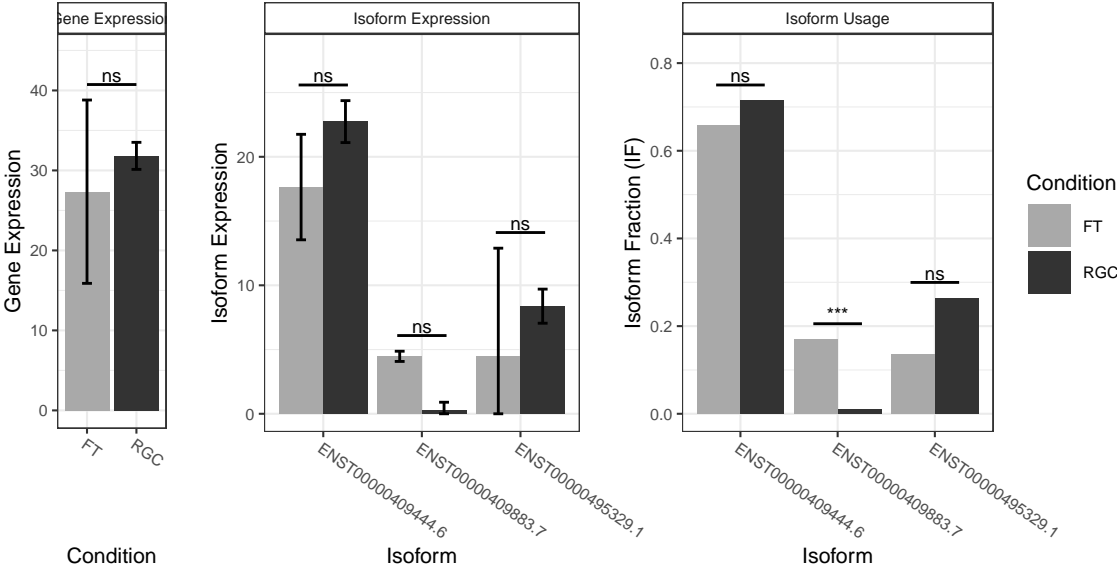 Gene Expression
Isoform Expression
Isoform Usage
Gene Expression
40
30
20
10
0
ns
FT
RGC
Condition
Isoform Expression
20
10
0
ns
ns
ns
ENST00000409444.6
ENST00000409883.7
ENST00000495329.1
Isoform
Isoform Fraction (IF)
0.8
0.6
0.4
0.2
0.0
ns
***
ns
ENST00000409444.6
ENST00000409883.7
ENST00000495329.1
Isoform
Condition
FT
RGC